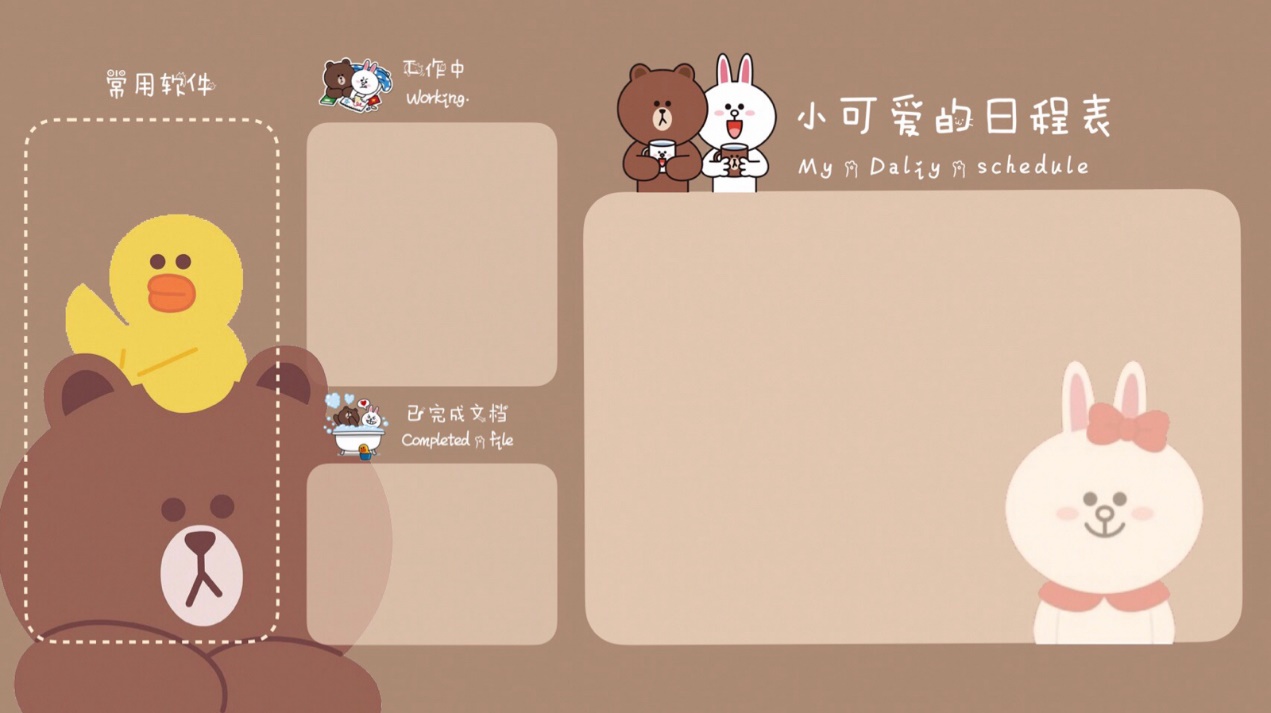 常用软件
工作中
Working.
已完成文档
Completed file
小可爱的日程表
My Daliy schedule